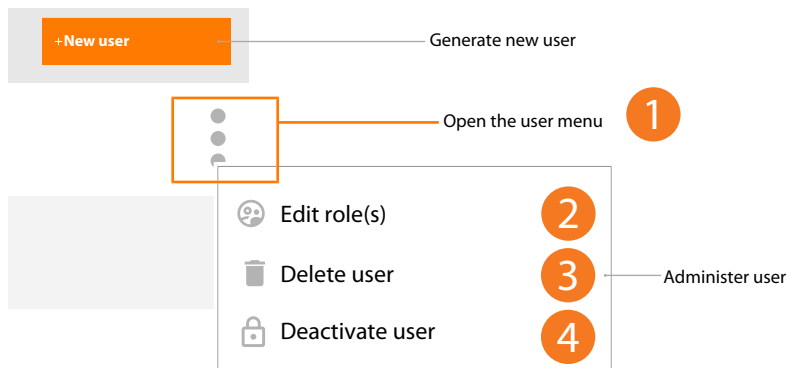 +New user
Generate new user
Open the user menu
1
Edit role(s)
2
Delete user
3
Administer user
Deactivate user
4